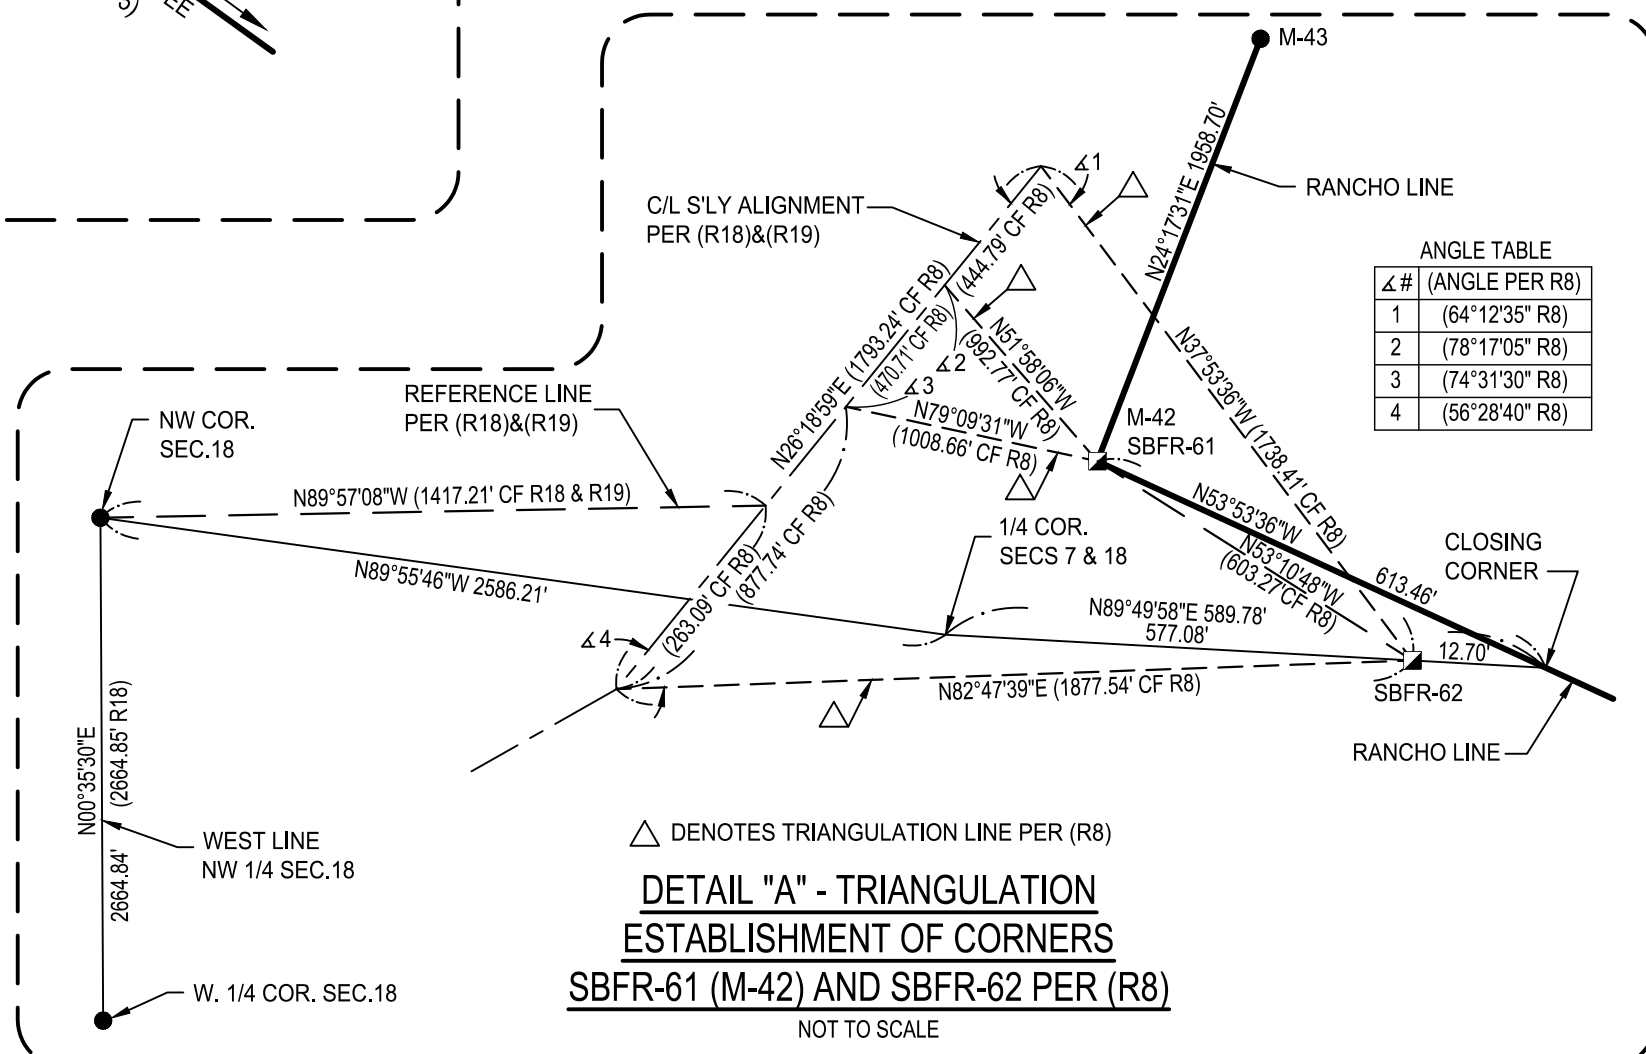 5)
EE
M-43
N24°17'31"E 1958.70'
RANCHO LINE
C/L S'LY ALIGNMENT
PER (R18)&(R19)
∡1
(444.79' CF R8)
ANGLE TABLE
∡# (ANGLE PER R8)
1 (64°12'35" R8)
2 (78°17'05" R8)
3 (74°31'30" R8)
4 (56°28'40" R8)
N26°18'59"E (1793.24' CF R8)
(470.71' CF R8)
∡2
∡3
N51°58'06"W
(992.77' CF R8)
N37°53'36"W (1738.41' CF R8)
N79°09'31"W
(1008.66' CF R8)
M-42
SBFR-61
REFERENCE LINE
PER (R18)&(R19)
NW COR.
SEC.18
N89°57'08"W (1417.21' CF R18 & R19)
N89°55'46"W 2586.21'
(263.09' CF R8)
(877.74' CF R8)
∡4
1/4 COR.
SECS 7 & 18
N53°53'36"W
613.46'
N53°10'48"W
(603.27'CF R8)
CLOSING
CORNER
N89°49'58"E 589.78'
577.08'
12.70'
SBFR-62
N82°47'39"E (1877.54' CF R8)
RANCHO LINE
N00°35'30"E
(2664.85' R18)
2664.84'
WEST LINE
NW 1/4 SEC.18
W. 1/4 COR. SEC.18
△ DENOTES TRIANGULATION LINE PER (R8)
DETAIL "A" - TRIANGULATION
ESTABLISHMENT OF CORNERS
SBFR-61 (M-42) AND SBFR-62 PER (R8)
NOT TO SCALE